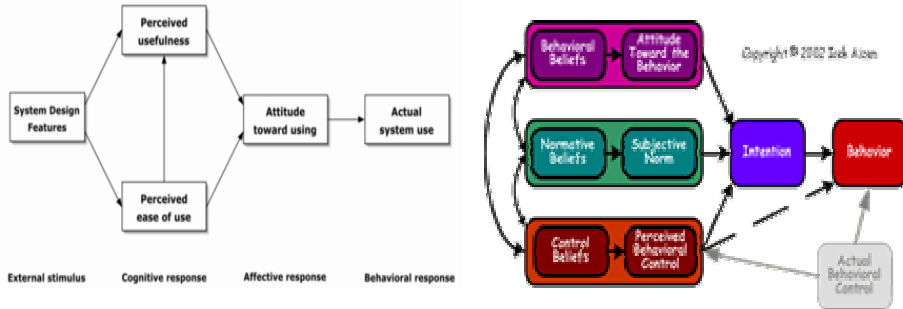 Perceived
usefulness
System Design
Features
Attitude
toward using
Actual
system use
Perceived
ease of use
External stimulus
Cognitive response
Affective response
Behavioral response
Behavioral
Beliefs
Attitude
Toward the
Behavior
Copyright © 2002 Icek Aizen
Normative
Beliefs
Subjective
Norm
Intention
Behavior
Control
Beliefs
Perceived
Behavioral
Control
Actual
Behavioral
Control